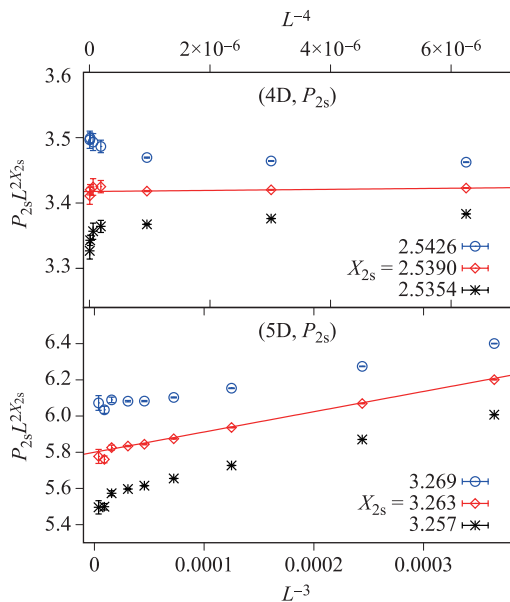 L⁻⁴
0 2×10⁻⁶ 4×10⁻⁶ 6×10⁻⁶
3.6
(4D, P₂ₛ)
3.5
3.4
3.3
P₂ₛL^{2X₂ₛ}
2.5426
X₂ₛ = 2.5390
2.5354
(5D, P₂ₛ)
6.4
6.2
6.0
5.8
5.6
5.4
P₂ₛL^{2X₂ₛ}
3.269
X₂ₛ = 3.263
3.257
0 0.0001 0.0002 0.0003
L⁻³